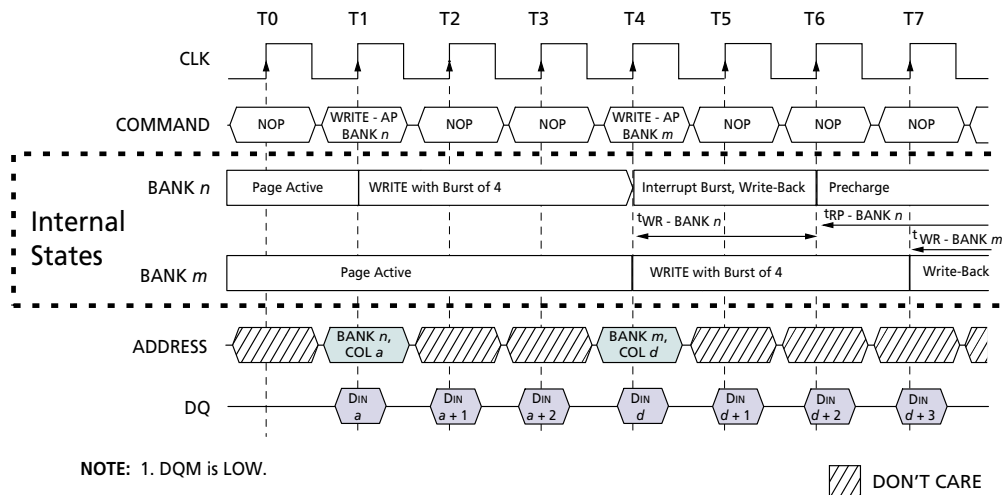 T0 T1 T2 T3 T4 T5 T6 T7
CLK
COMMAND NOP WRITE - AP BANK n NOP NOP WRITE - AP BANK m NOP NOP NOP
Internal States
BANK n Page Active WRITE with Burst of 4 Interrupt Burst, Write-Back Precharge
tWR - BANK n tRP - BANK n
tWR - BANK m
BANK m Page Active WRITE with Burst of 4 Write-Back
ADDRESS BANK n, COL a BANK m, COL d
DQ DIN a DIN a + 1 DIN a + 2 DIN d DIN d + 1 DIN d + 2 DIN d + 3
NOTE: 1. DQM is LOW.
DON'T CARE